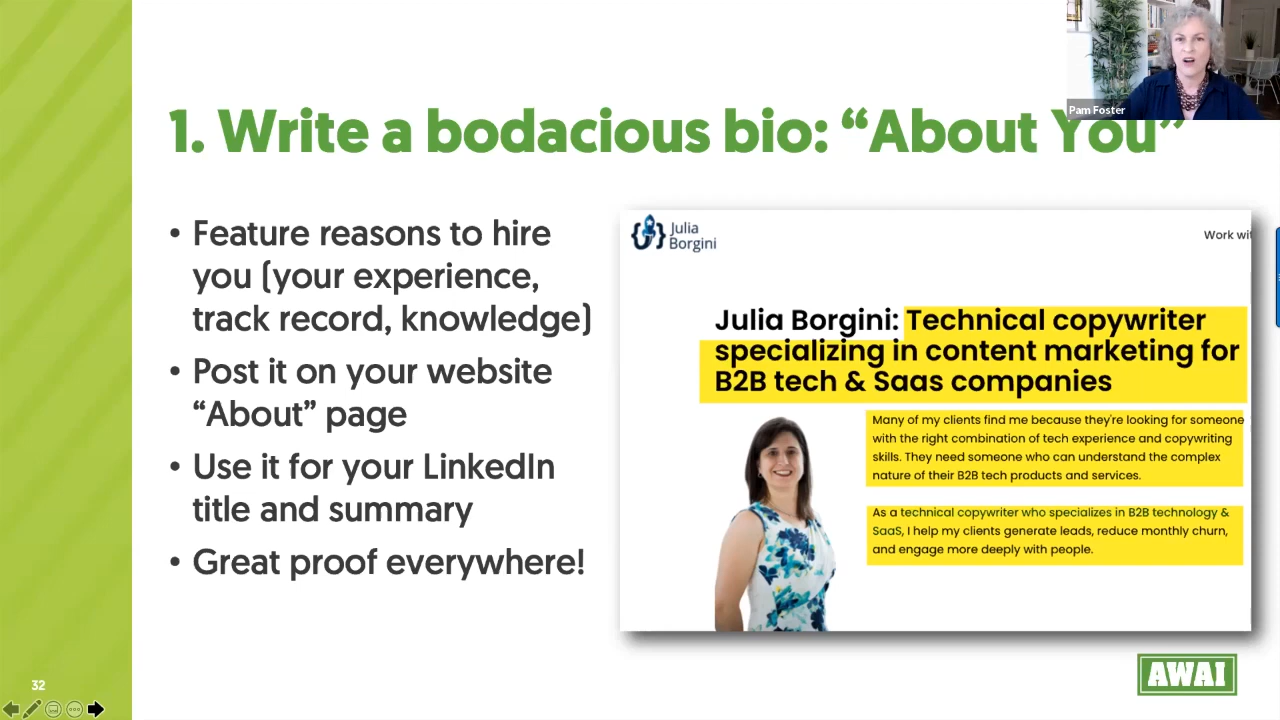 Pam Foster
1. Write a bodacious bio: “About You”
• Feature reasons to hire
you (your experience,
track record, knowledge)
• Post it on your website
“About” page
• Use it for your LinkedIn
title and summary
• Great proof everywhere!
Julia
Borgini
Work wit
Julia Borgini: Technical copywriter
specializing in content marketing for
B2B tech & Saas companies
Many of my clients find me because they're looking for someone
with the right combination of tech experience and copywriting
skills. They need someone who can understand the complex
nature of their B2B tech products and services.
As a technical copywriter who specializes in B2B technology &
SaaS, I help my clients generate leads, reduce monthly churn,
and engage more deeply with people.
32
AWAI